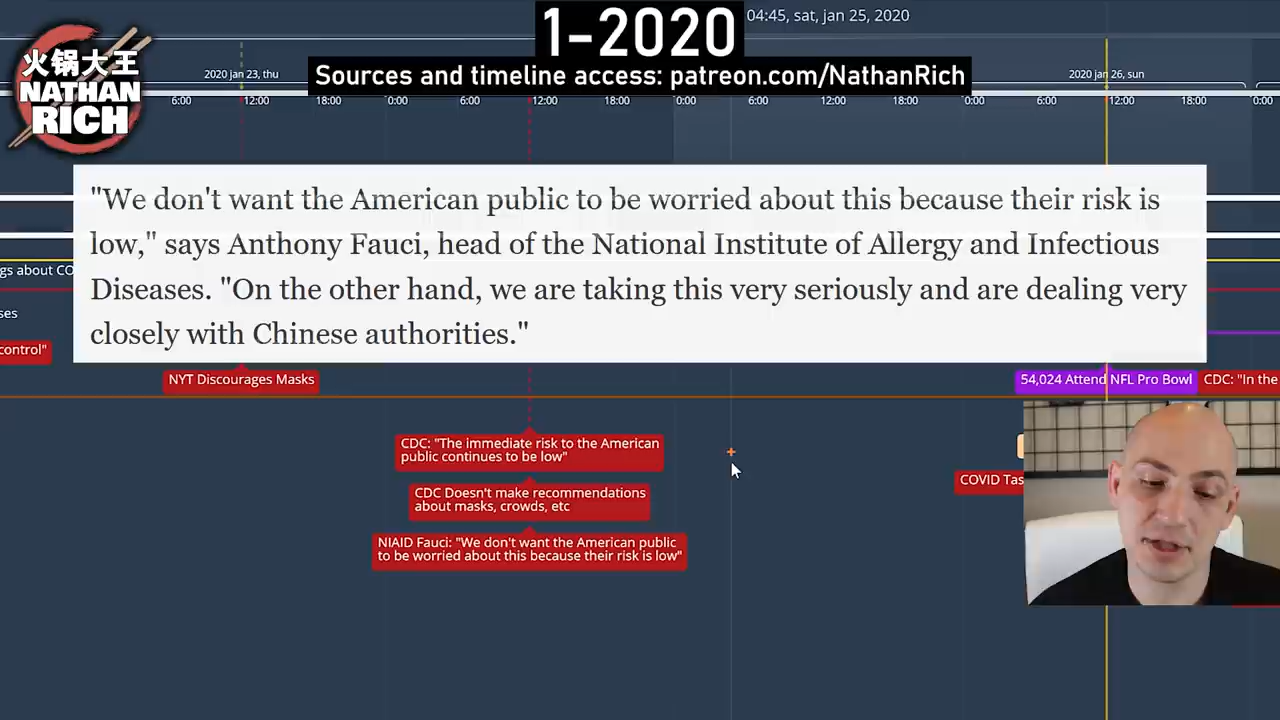 1-2020
04:45, sat, jan 25, 2020
Sources and timeline access: patreon.com/NathanRich
火锅大王
NATHAN
RICH
2020 jan 23, thu
2020 jan 26, sun
6:00
12:00
18:00
0:00
6:00
12:00
18:00
0:00
6:00
12:00
18:00
0:00
6:00
12:00
18:00
0:00
"We don't want the American public to be worried about this because their risk is
low," says Anthony Fauci, head of the National Institute of Allergy and Infectious
Diseases. "On the other hand, we are taking this very seriously and are dealing very
closely with Chinese authorities."
gs about CO
ses
control"
NYT Discourages Masks
54,024 Attend NFL Pro Bowl
CDC: "In the
CDC: "The immediate risk to the American
public continues to be low"
COVID Tas
CDC Doesn't make recommendations
about masks, crowds, etc
NIAID Fauci: "We don't want the American public
to be worried about this because their risk is low"